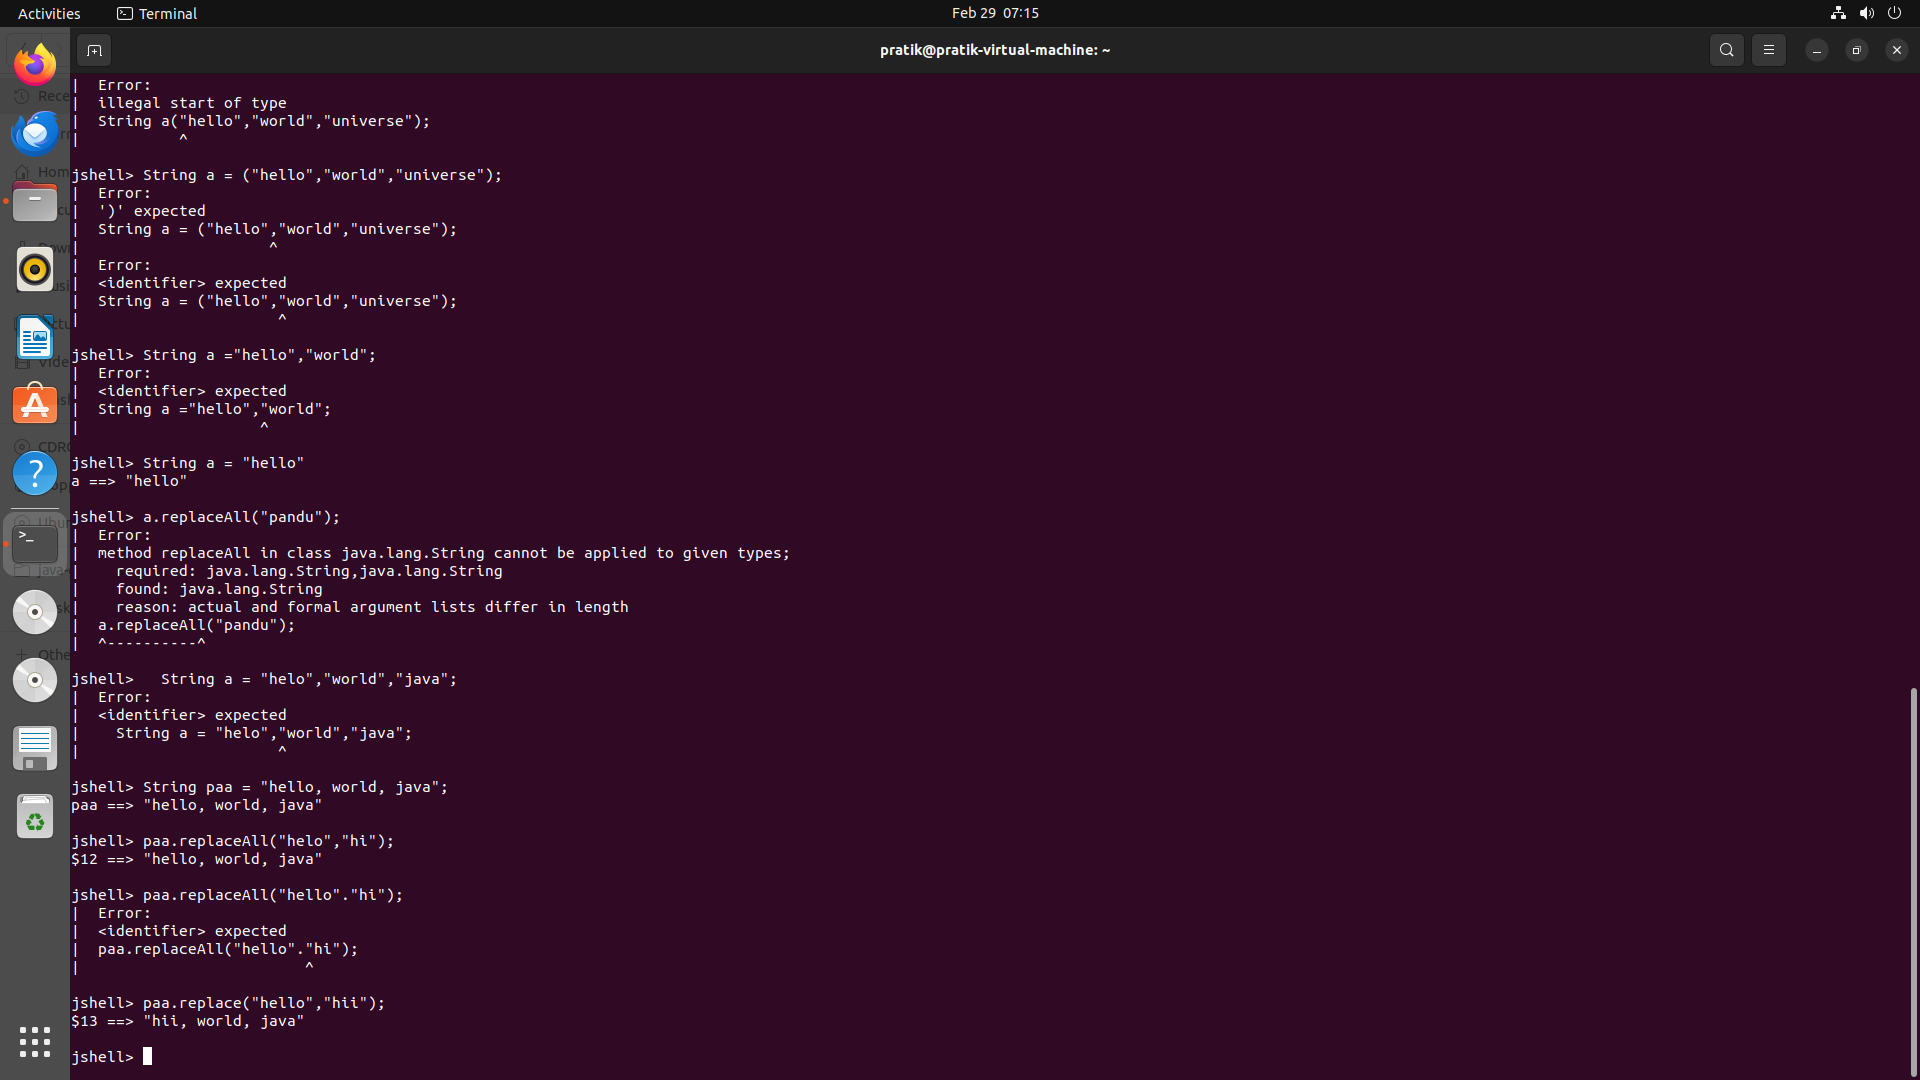 Activities
Terminal
Feb 29 07:15
pratik@pratik-virtual-machine: ~
| Error:
| illegal start of type
| String a("hello","world","universe");
| ^
jshell> String a = ("hello","world","universe");
| Error:
| ')' expected
| String a = ("hello","world","universe");
| ^
| Error:
| <identifier> expected
| String a = ("hello","world","universe");
| ^
jshell> String a ="hello","world";
| Error:
| <identifier> expected
| String a ="hello","world";
| ^
jshell> String a = "hello"
a ==> "hello"
jshell> a.replaceAll("pandu");
| Error:
| method replaceAll in class java.lang.String cannot be applied to given types;
| required: java.lang.String,java.lang.String
| found: java.lang.String
| reason: actual and formal argument lists differ in length
| a.replaceAll("pandu");
| ^----------^
jshell>   String a = "helo","world","java";
| Error:
| <identifier> expected
| String a = "helo","world","java";
| ^
jshell> String paa = "hello, world, java";
paa ==> "hello, world, java"
jshell> paa.replaceAll("helo","hi");
$12 ==> "hello, world, java"
jshell> paa.replaceAll("hello"."hi");
| Error:
| <identifier> expected
| paa.replaceAll("hello"."hi");
| ^
jshell> paa.replace("hello","hii");
$13 ==> "hii, world, java"
jshell>